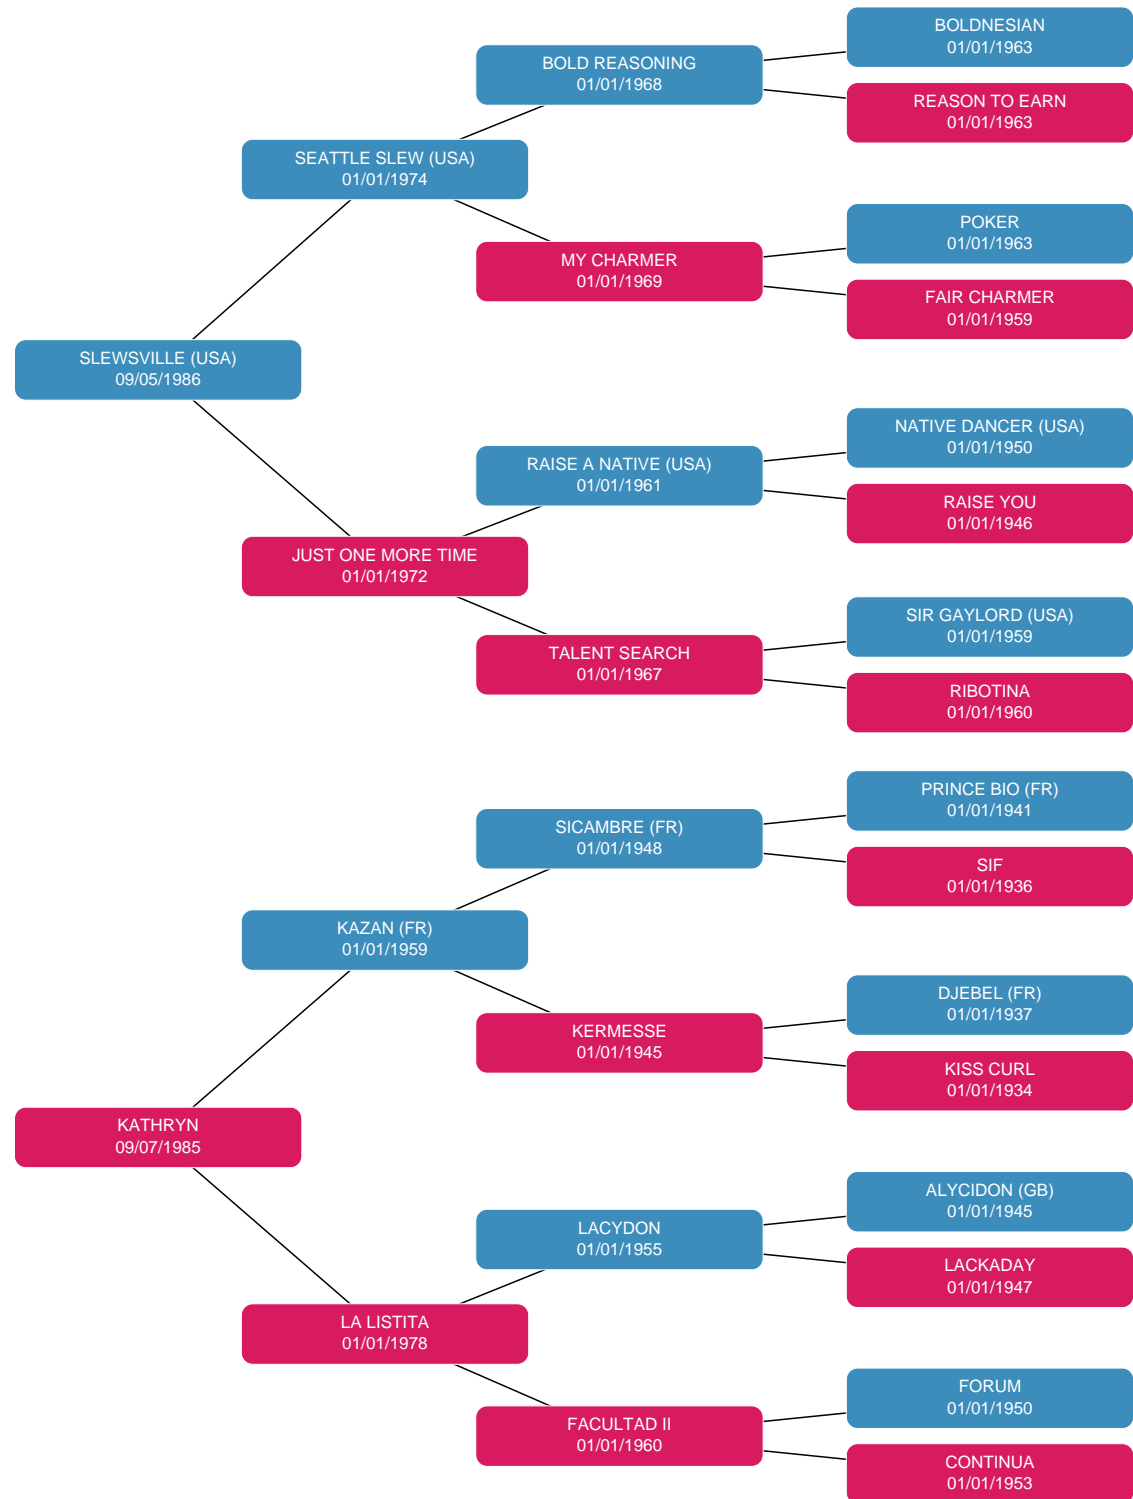 BOLDNESIAN
01/01/1963
BOLD REASONING
01/01/1968
REASON TO EARN
01/01/1963
SEATTLE SLEW (USA)
01/01/1974
POKER
01/01/1963
MY CHARMER
01/01/1969
FAIR CHARMER
01/01/1959
SLEWSVILLE (USA)
09/05/1986
NATIVE DANCER (USA)
01/01/1950
RAISE A NATIVE (USA)
01/01/1961
RAISE YOU
01/01/1946
JUST ONE MORE TIME
01/01/1972
SIR GAYLORD (USA)
01/01/1959
TALENT SEARCH
01/01/1967
RIBOTINA
01/01/1960
PRINCE BIO (FR)
01/01/1941
SICAMBRE (FR)
01/01/1948
SIF
01/01/1936
KAZAN (FR)
01/01/1959
DJEBEL (FR)
01/01/1937
KERMESSE
01/01/1945
KISS CURL
01/01/1934
KATHRYN
09/07/1985
ALYCIDON (GB)
01/01/1945
LACYDON
01/01/1955
LACKADAY
01/01/1947
LA LISTITA
01/01/1978
FORUM
01/01/1950
FACULTAD II
01/01/1960
CONTINUA
01/01/1953